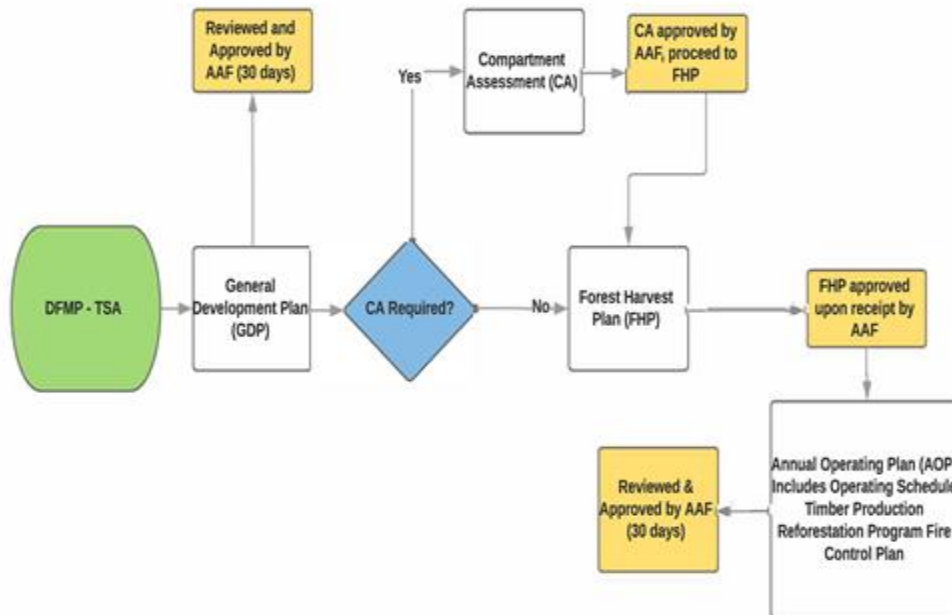 Reviewed and
Approved by
AAF (30 days)
Yes
Compartment
Assessment (CA)
CA approved by
AAF, proceed to
FHP
DFMP - TSA
General
Development Plan
(GDP)
CA Required?
No
Forest Harvest
Plan (FHP)
FHP approved
upon receipt by
AAF
Annual Operating Plan (AOP
Includes Operating Schedule
Timber Production
Reforestation Program Fire
Control Plan
Reviewed &
Approved by AAF
(30 days)